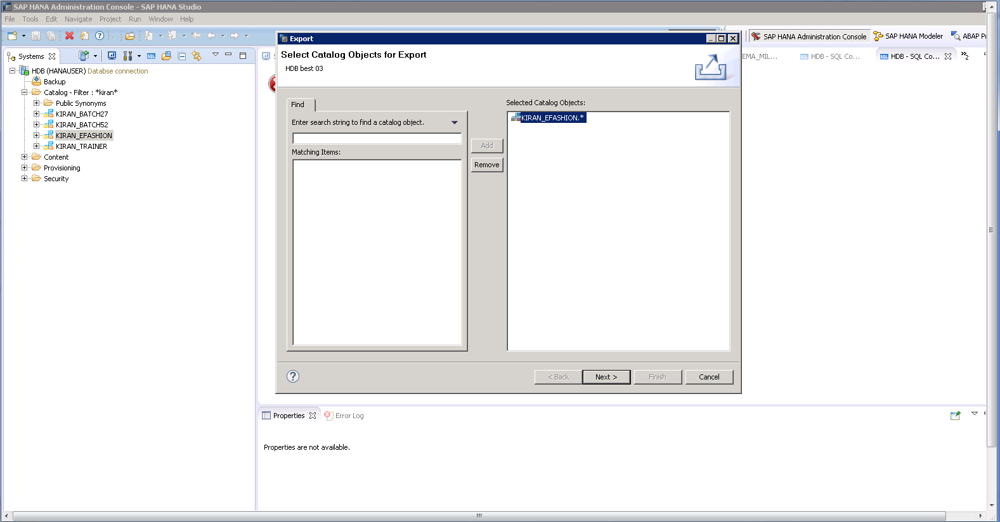 SAP HANA Administration Console - SAP HANA Studio
File Tools Edit Navigate Project Run Window Help
SAP HANA Administration Console
SAP HANA Modeler
ABAP Pr
Systems
HDB (HANAUSER) Databse connection
Backup
Catalog - Filter : *kiran*
Public Synonyms
KIRAN_BATCH27
KIRAN_BATCH52
KIRAN_EFASHION
KIRAN_TRAINER
Content
Provisioning
Security
EMA_MIL...
HDB - SQL Co...
HDB - SQL Co...
Export
Select Catalog Objects for Export
HDB best 03
Find
Enter search string to find a catalog object.
Matching Items:
Add
Remove
Selected Catalog Objects:
KIRAN_EFASHION.*
< Back
Next >
Finish
Cancel
Properties
Error Log
Properties are not available.